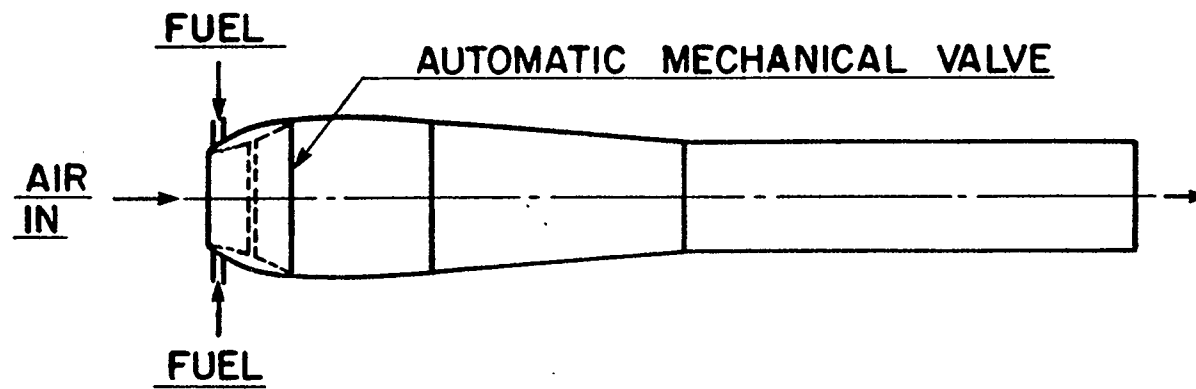 FUEL
AUTOMATIC MECHANICAL VALVE
AIR
IN
FUEL